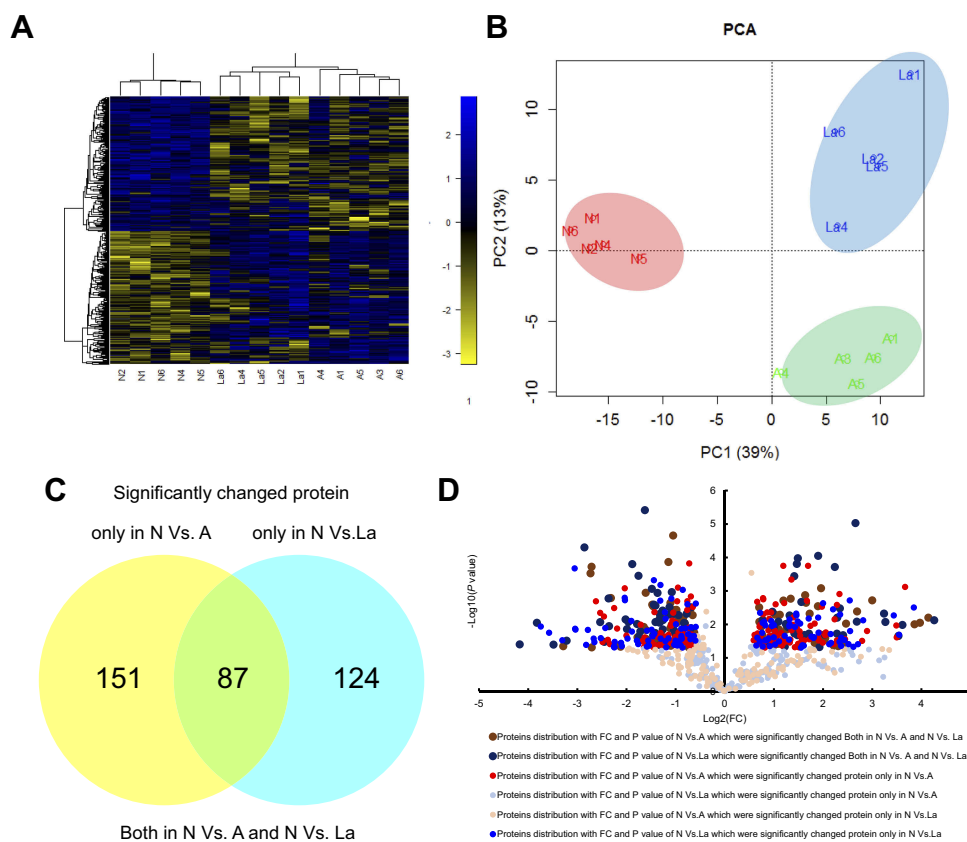 A
2
1
0
-1
-2
-3
1
N2 N1 N6 N4 N5 La6 La4 La5 La2 La1 A4 A1 A5 A3 A6
B
PCA
PC2 (13%)
10
5
0
-5
-10
La1
La6
La2
La5
La4
N1
N6
N4
N2
N5
A1
A3
A6
A4
A5
-15 -10 -5 0 5 10
PC1 (39%)
C
Significantly changed protein
only in N Vs. A only in N Vs.La
151 87 124
Both in N Vs. A and N Vs. La
D
-Log10(P value)
6
5
4
3
2
1
0
-5 -4 -3 -2 -1 0 1 2 3 4
Log2(FC)
Proteins distribution with FC and P value of N Vs.A which were significantly changed Both in N Vs. A and N Vs. La
Proteins distribution with FC and P value of N Vs.La which were significantly changed Both in N Vs. A and N Vs. La
Proteins distribution with FC and P value of N Vs.A which were significantly changed protein only in N Vs.A
Proteins distribution with FC and P value of N Vs.La which were significantly changed protein only in N Vs.A
Proteins distribution with FC and P value of N Vs.A which were significantly changed protein only in N Vs.La
Proteins distribution with FC and P value of N Vs.La which were significantly changed protein only in N Vs.La